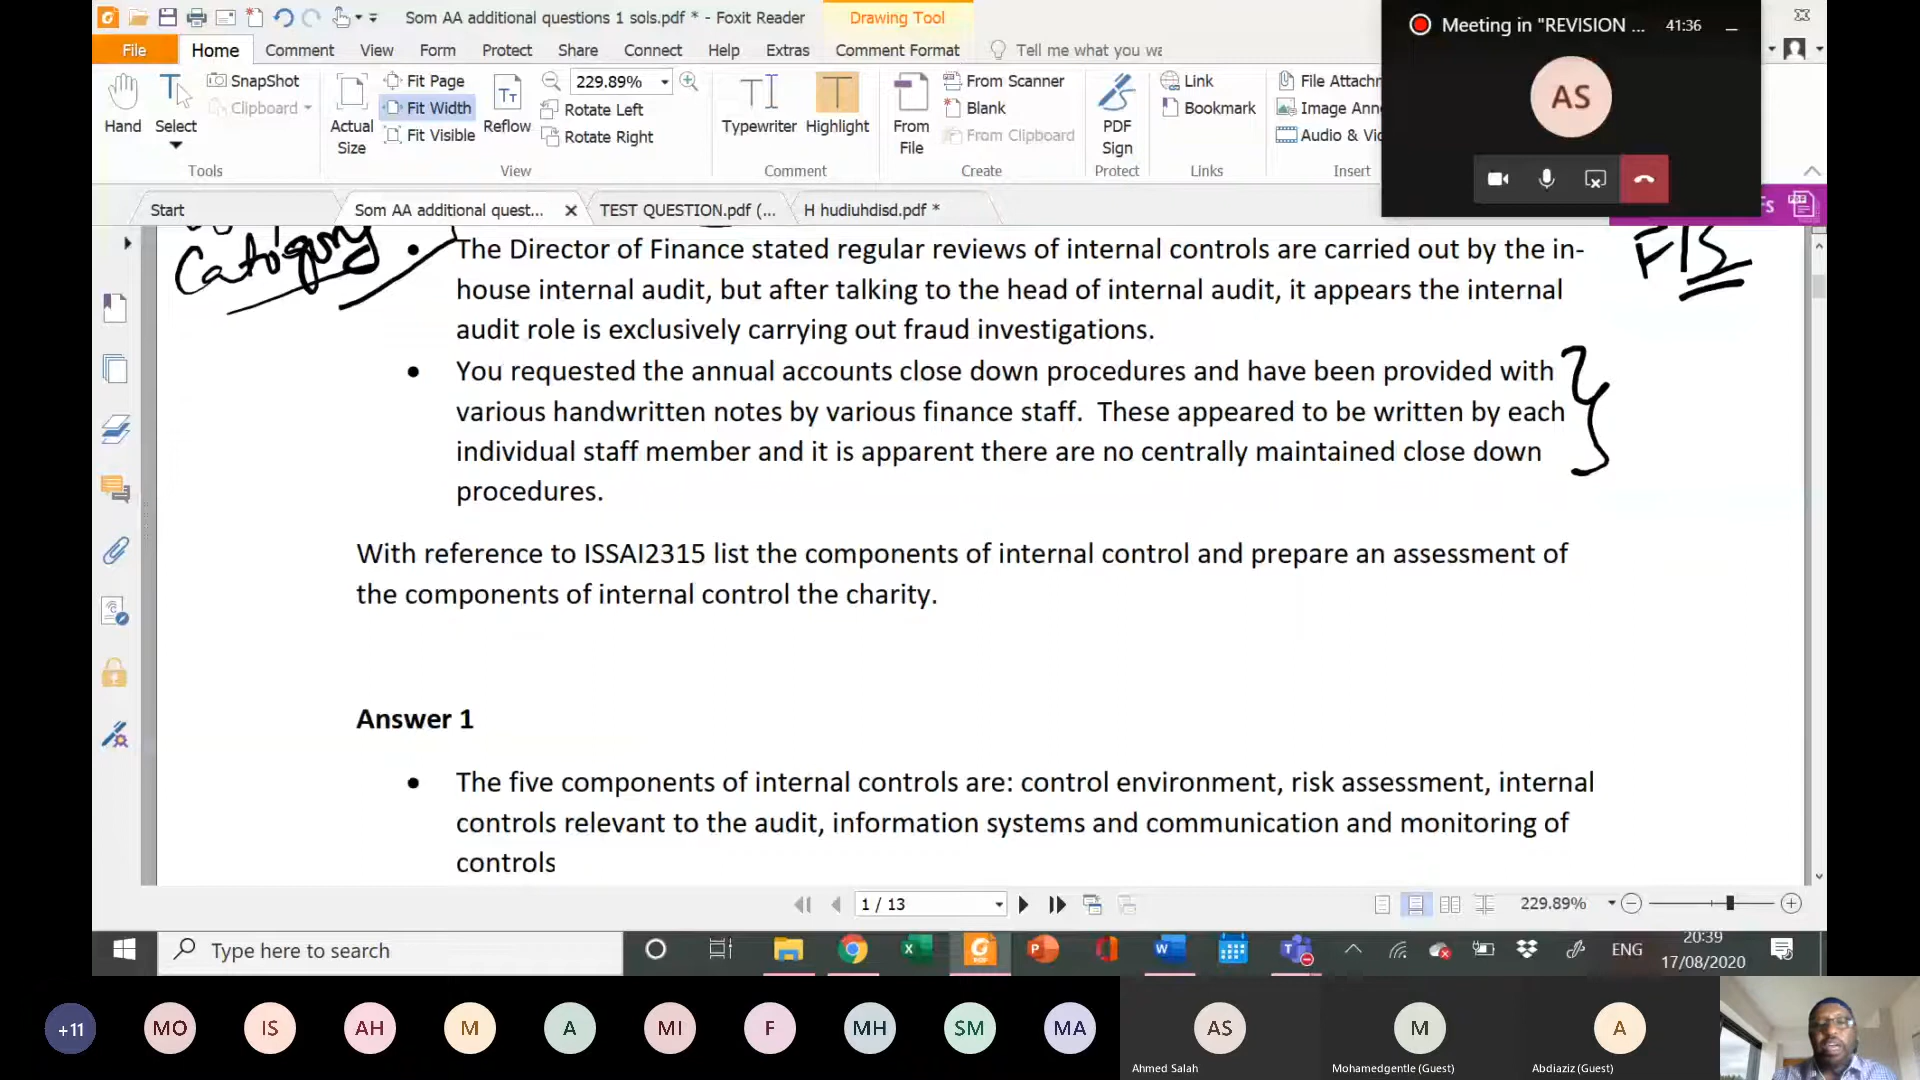 Som AA additional questions 1 sols.pdf * - Foxit Reader
Drawing Tool
Meeting in "REVISION ...
41:36
File
Home
Comment
View
Form
Protect
Share
Connect
Help
Extras
Comment Format
Tell me what you wa
AS
Hand
Select
SnapShot
Clipboard
Tools
Actual Size
Fit Page
Fit Width
Fit Visible
Reflow
229.89%
Rotate Left
Rotate Right
View
Typewriter
Highlight
Comment
From File
From Scanner
Blank
From Clipboard
Create
PDF Sign
Protect
Link
Bookmark
Links
File Attachm
Image Ann
Audio & Vid
Insert
Start
Som AA additional quest...
TEST QUESTION.pdf (...
H hudiuhdisd.pdf *
Catigory
• The Director of Finance stated regular reviews of internal controls are carried out by the in-
house internal audit, but after talking to the head of internal audit, it appears the internal
audit role is exclusively carrying out fraud investigations.
• You requested the annual accounts close down procedures and have been provided with
various handwritten notes by various finance staff. These appeared to be written by each
individual staff member and it is apparent there are no centrally maintained close down
procedures.
With reference to ISSAI2315 list the components of internal control and prepare an assessment of
the components of internal control the charity.
Answer 1
• The five components of internal controls are: control environment, risk assessment, internal
controls relevant to the audit, information systems and communication and monitoring of
controls
1 / 13
229.89%
Type here to search
ENG
20:39
17/08/2020
+11
MO
IS
AH
M
A
MI
F
MH
SM
MA
AS
Ahmed Salah
M
Mohamedgentle (Guest)
A
Abdiaziz (Guest)